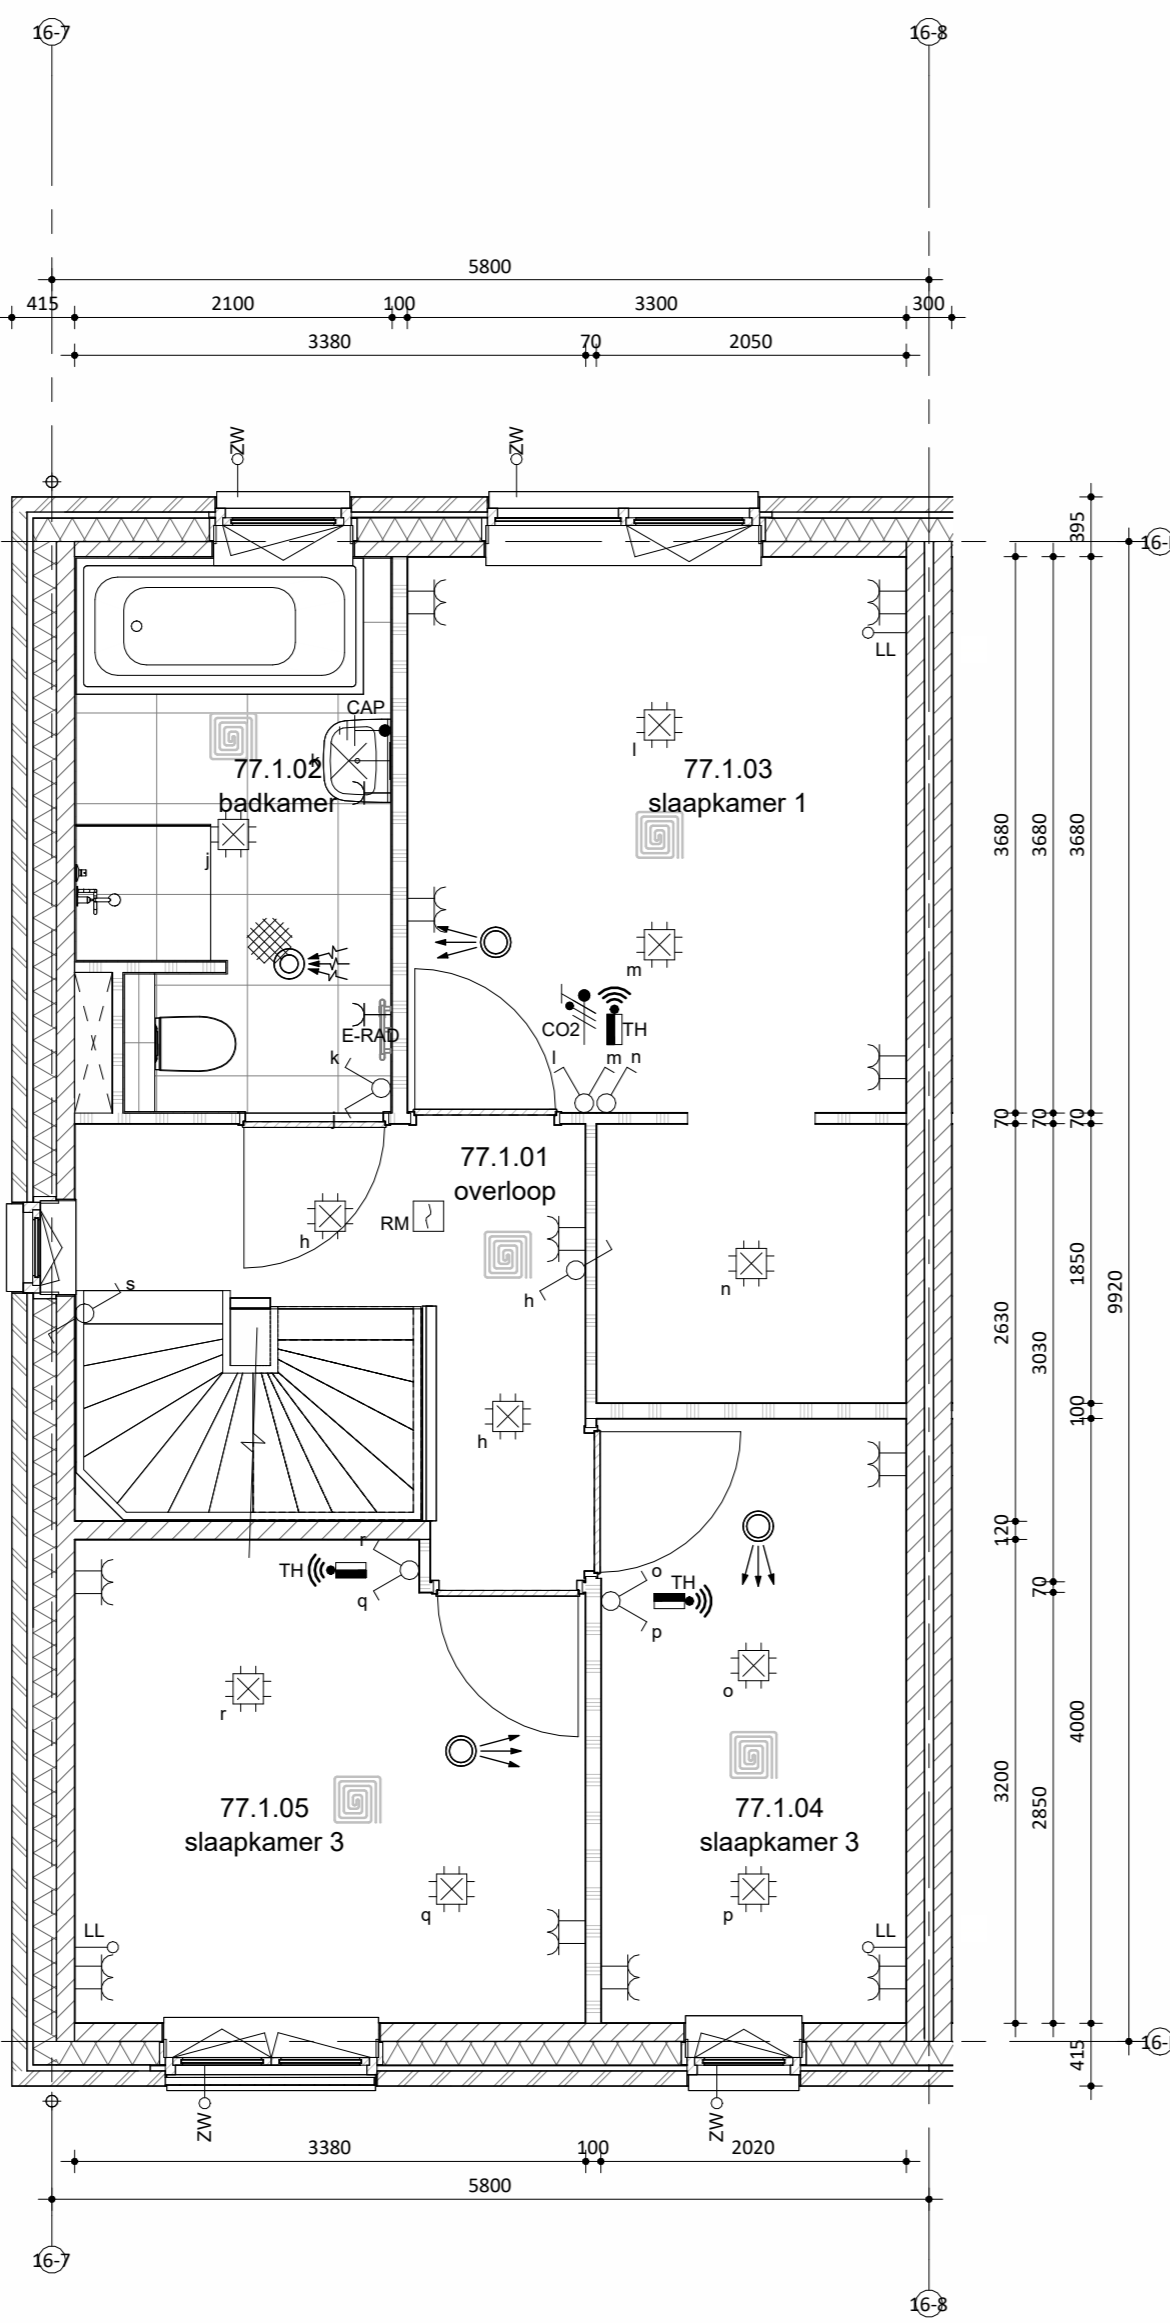 16-7
16-8
5800
415
2100
100
3300
300
3380
70
2050
ZW
ZW
395
LL
CAP
l
k
77.1.02
badkamer
77.1.03
slaapkamer 1
3680
3680
3680
j
m
CO2
TH
E-RAD
k
l
m
n
j
70
70
70
77.1.01
overloop
RM
h
n
h
s
1850
9920
2630
3030
100
h
120
r
TH
q
o
TH
p
70
o
r
4000
3200
2850
77.1.05
slaapkamer 3
77.1.04
slaapkamer 3
q
p
LL
LL
415
ZW
ZW
3380
100
2020
5800
16-7
16-8